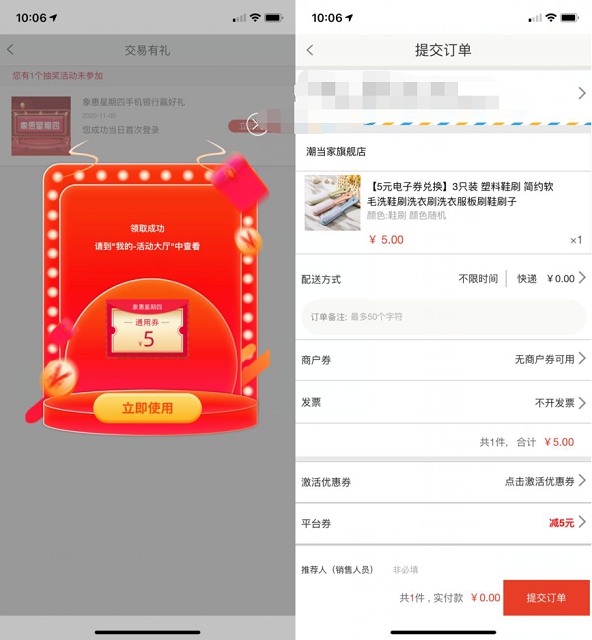 10:06
交易有礼
您有1个抽奖活动未参加
象惠星期四手机银行赢好礼
象惠星期四
您成功当日首次登录
领取成功
请到"我的-活动大厅"中查看
象惠星期四
通用券
¥5
立即使用
10:06
提交订单
潮当家旗舰店
【5元电子券兑换】3只装 塑料鞋刷 简约软
毛洗鞋刷洗衣刷洗衣服板刷鞋刷子
颜色:鞋刷 颜色随机
¥ 5.00
×1
配送方式
不限时间
快递
¥0.00
订单备注: 最多50个字符
商户券
无商户券可用
发票
不开发票
共1件, 合计 ¥5.00
激活优惠券
点击激活优惠券
平台券
减5元
推荐人（销售人员）
非必填
共1件，实付款 ¥0.00
提交订单